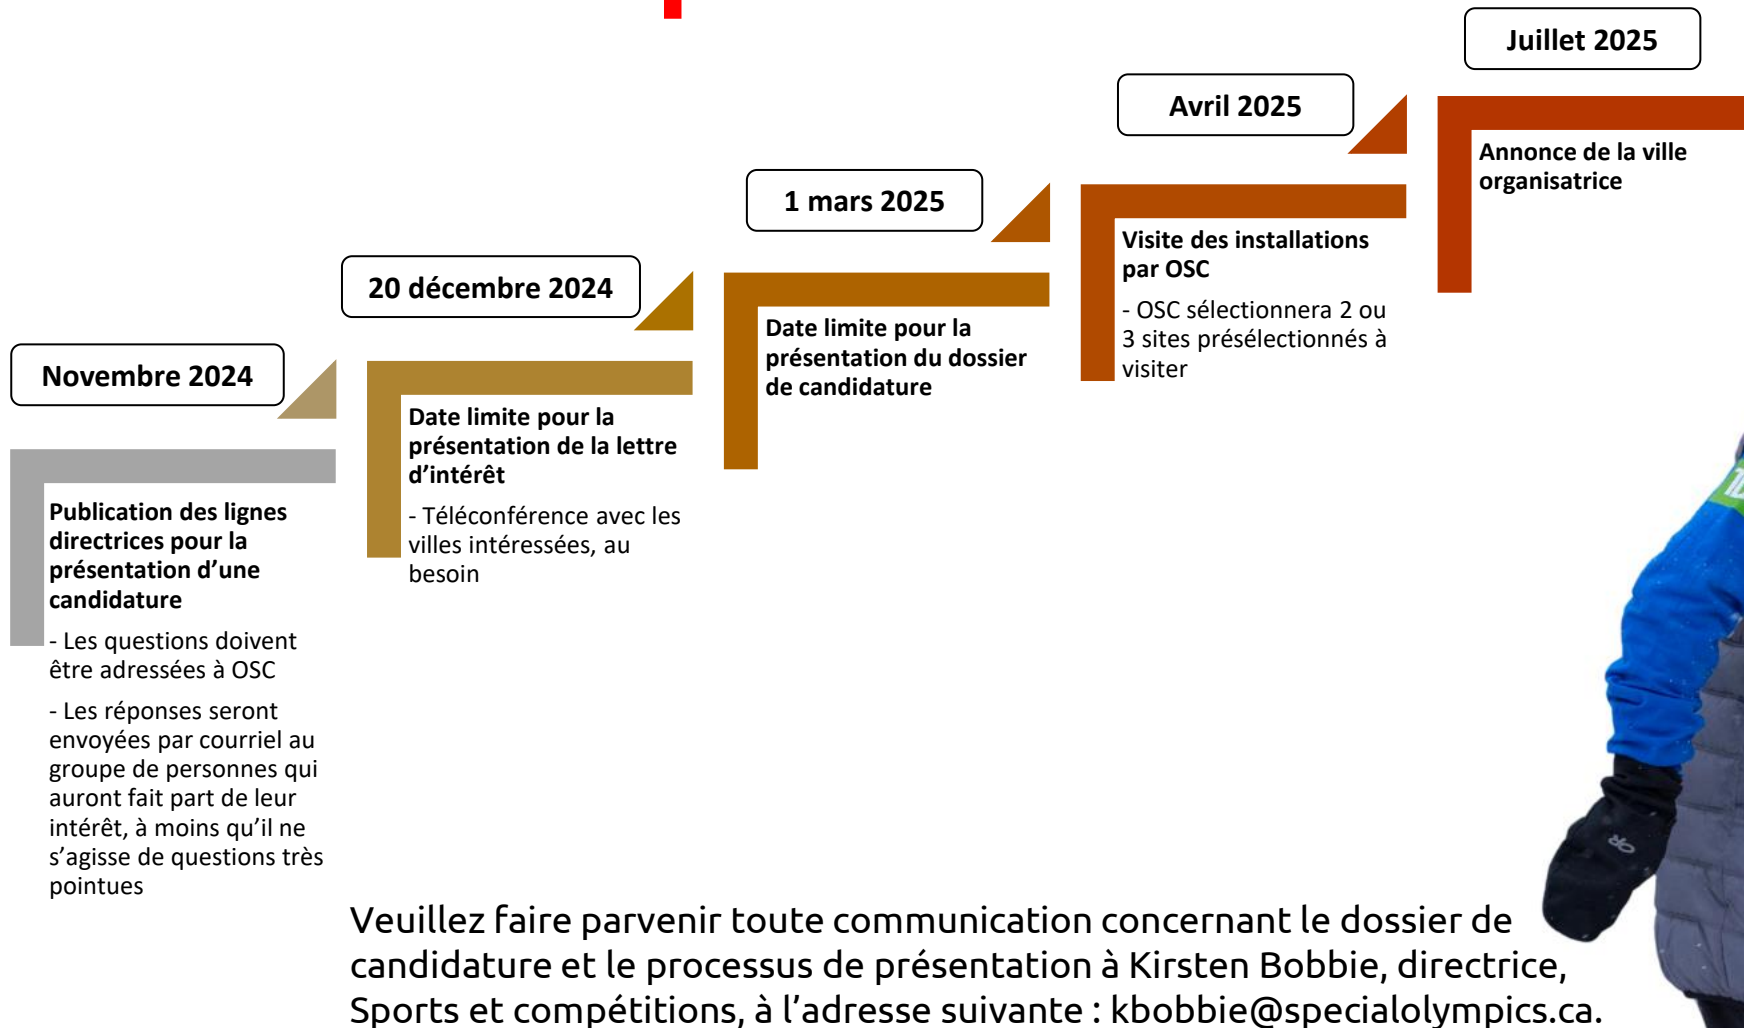 Novembre 2024
Publication des lignes
directrices pour la
présentation d’une
candidature
- Les questions doivent
être adressées à OSC
- Les réponses seront
envoyées par courriel au
groupe de personnes qui
auront fait part de leur
intérêt, à moins qu’il ne
s’agisse de questions très
pointues
20 décembre 2024
Date limite pour la
présentation de la lettre
d’intérêt
- Téléconférence avec les
villes intéressées, au
besoin
1 mars 2025
Date limite pour la
présentation du dossier
de candidature
Avril 2025
Visite des installations
par OSC
- OSC sélectionnera 2 ou
3 sites présélectionnés à
visiter
Juillet 2025
Annonce de la ville
organisatrice
Veuillez faire parvenir toute communication concernant le dossier de
candidature et le processus de présentation à Kirsten Bobbie, directrice,
Sports et compétitions, à l’adresse suivante : kbobbie@specialolympics.ca.
OR